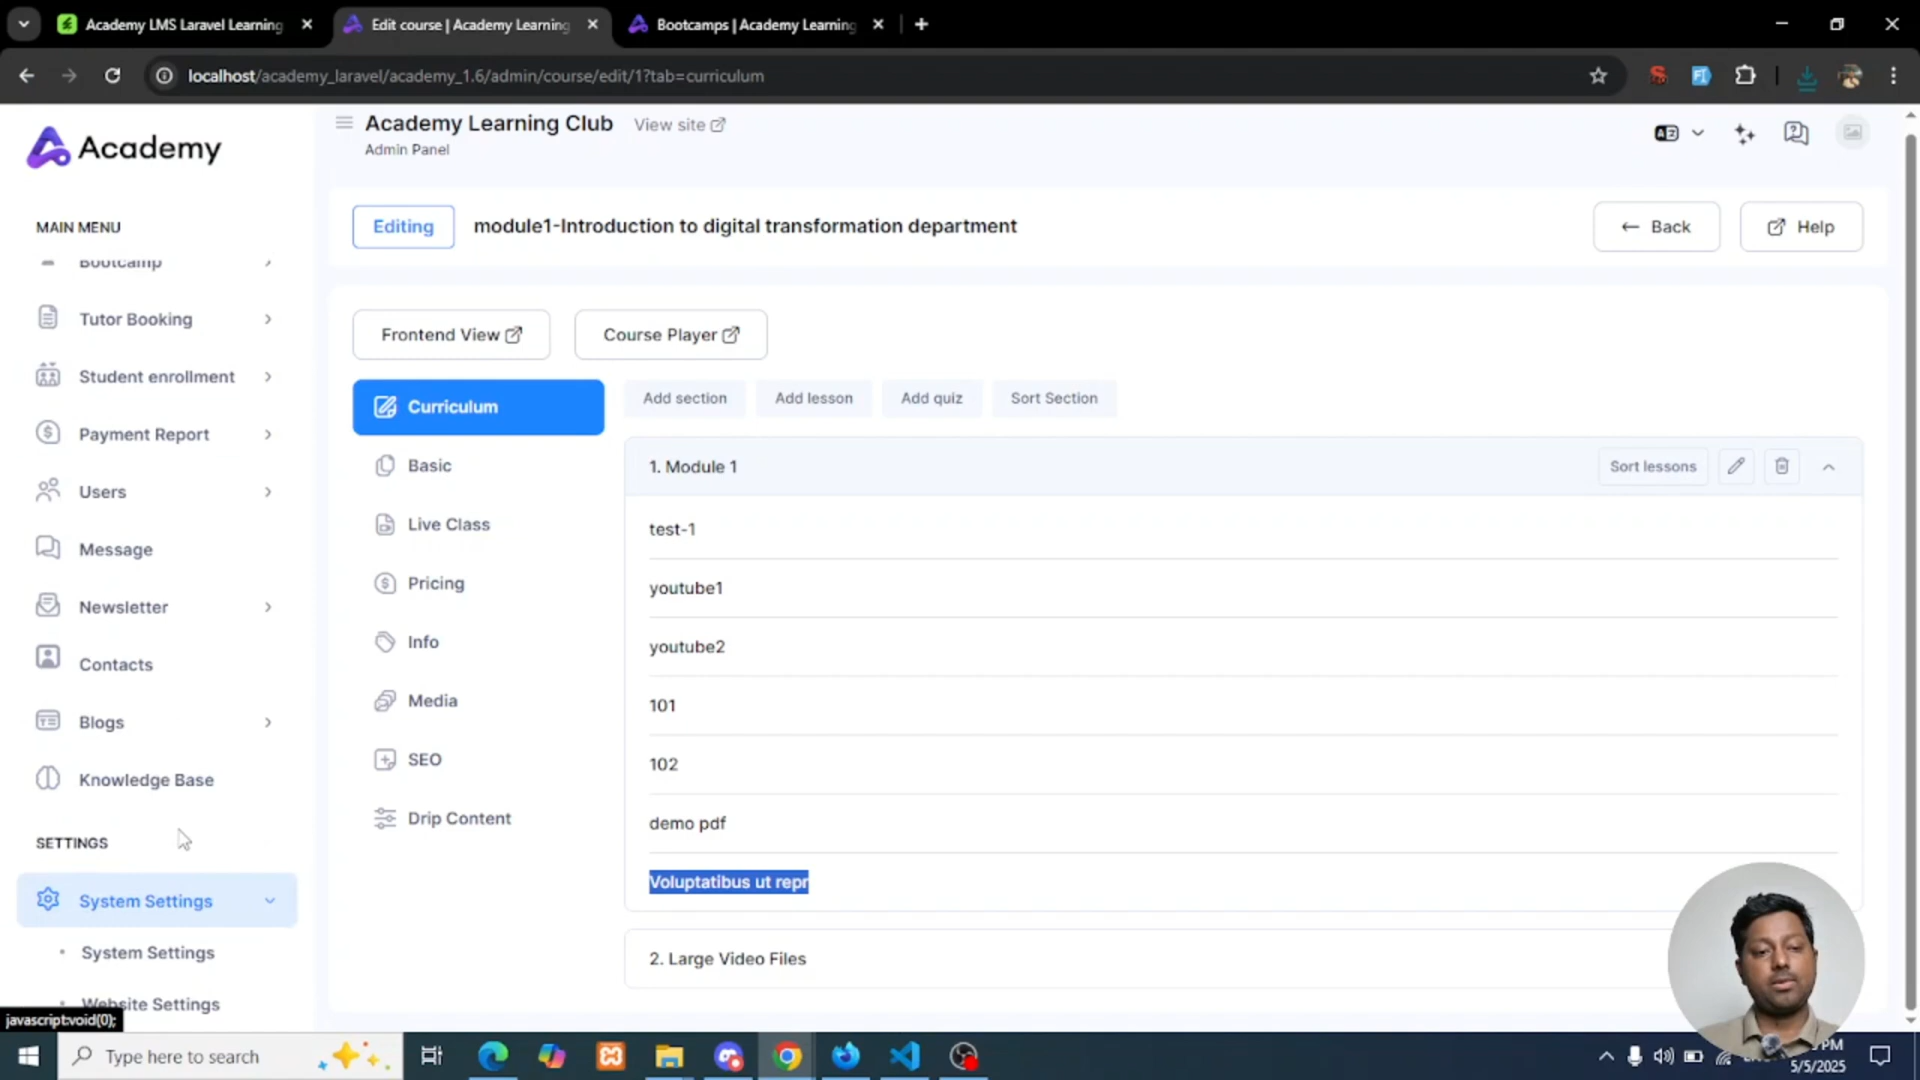 Academy LMS Laravel Learning
Edit course | Academy Learning
Bootcamps | Academy Learning
localhost/academy_laravel/academy_1.6/admin/course/edit/1?tab=curriculum
Academy
Academy Learning Club
View site
Admin Panel
MAIN MENU
Bootcamp
Tutor Booking
Student enrollment
Payment Report
Users
Message
Newsletter
Contacts
Blogs
Knowledge Base
SETTINGS
System Settings
System Settings
Website Settings
javascript:void(0);
Editing
module1-Introduction to digital transformation department
Back
Help
Frontend View
Course Player
Curriculum
Basic
Live Class
Pricing
Info
Media
SEO
Drip Content
Add section
Add lesson
Add quiz
Sort Section
1. Module 1
Sort lessons
test-1
youtube1
youtube2
101
102
demo pdf
Voluptatibus ut repr
2. Large Video Files
Type here to search
PM
5/5/2025